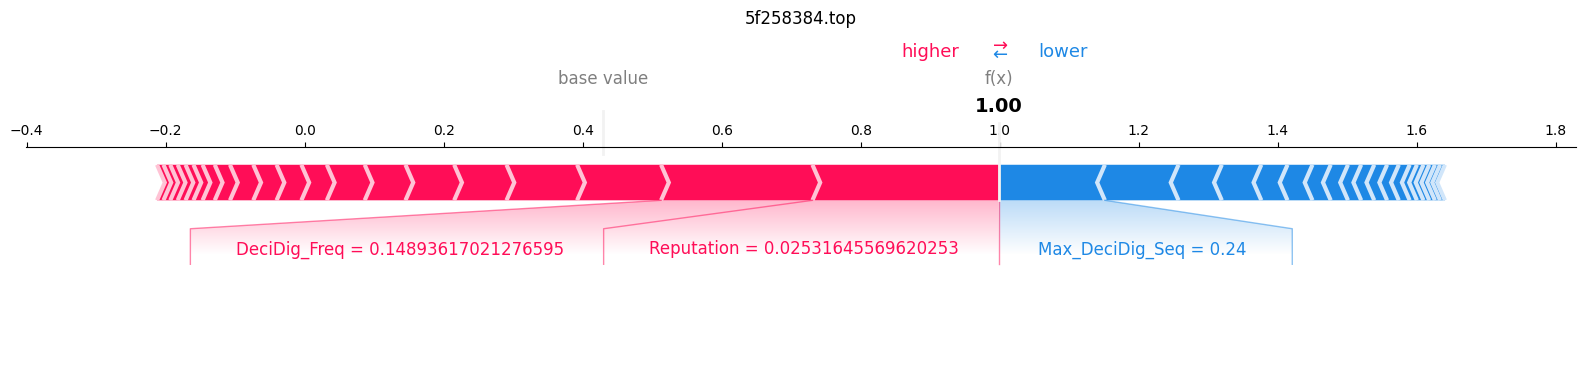 5f258384.top
higher ⇄ lower
base value f(x)
1.00
−0.4 −0.2 0.0 0.2 0.4 0.6 0.8 1.0 1.2 1.4 1.6 1.8
DeciDig_Freq = 0.14893617021276595 Reputation = 0.02531645569620253 Max_DeciDig_Seq = 0.24